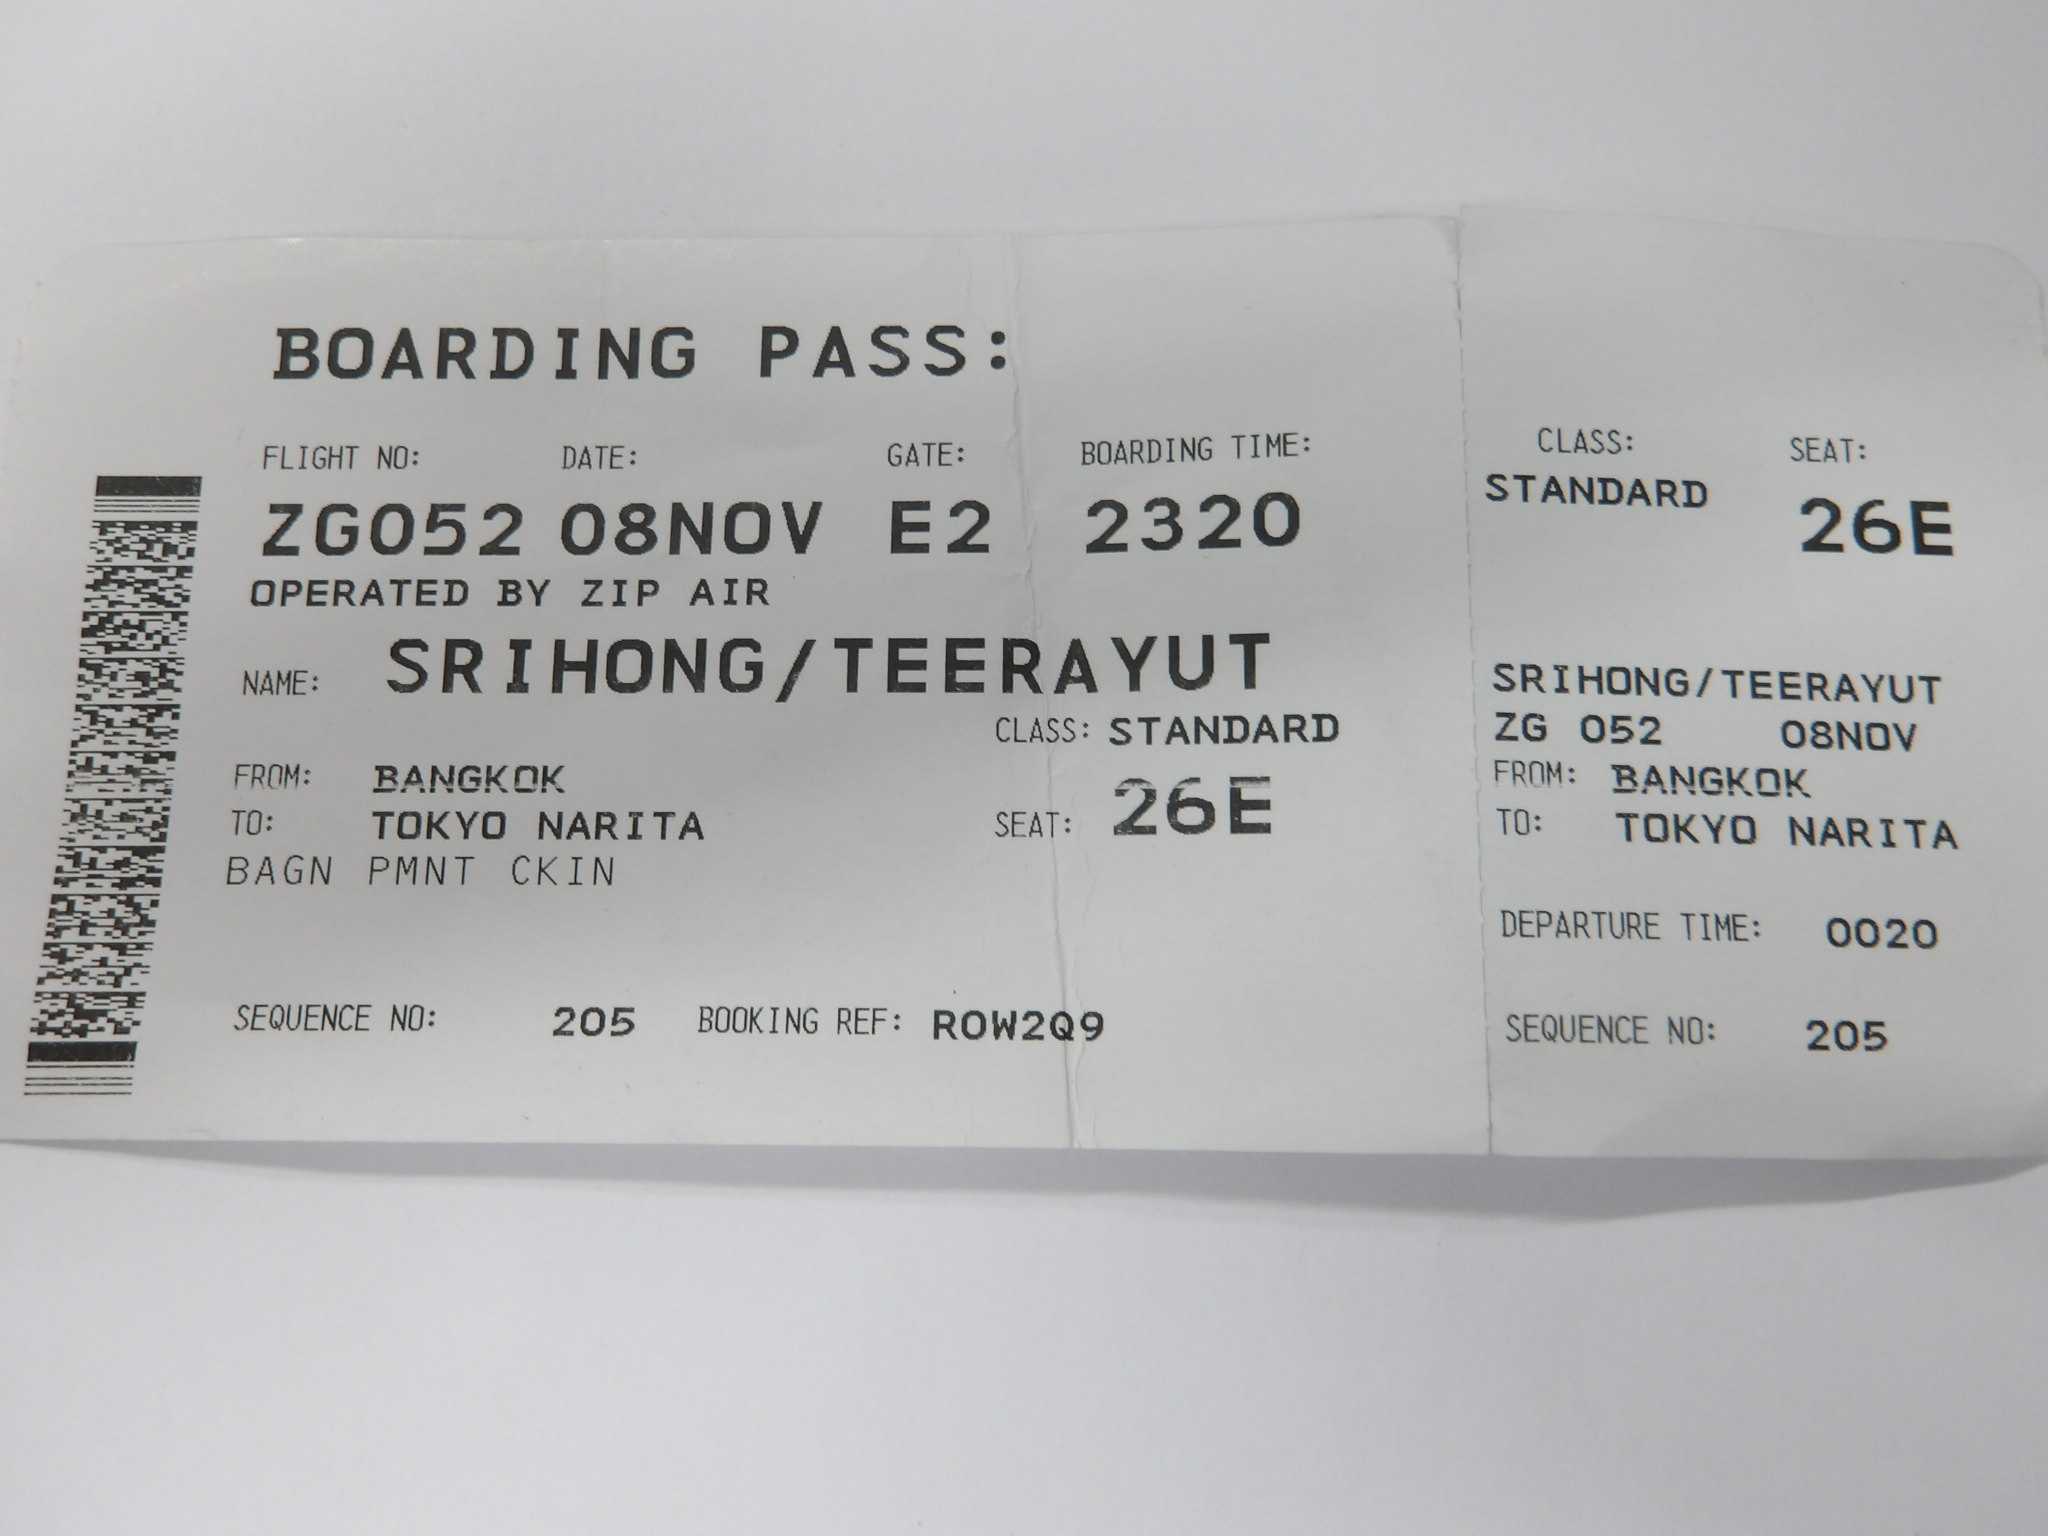 BOARDING PASS:
FLIGHT NO: DATE: GATE: BOARDING TIME:
ZG052 08NOV E2 2320
OPERATED BY ZIP AIR
NAME: SRIHONG/TEERAYUT
CLASS: STANDARD
FROM: BANGKOK
TO: TOKYO NARITA
SEAT: 26E
BAGN PMNT CKIN
SEQUENCE NO: 205 BOOKING REF: ROW2Q9
CLASS: SEAT:
STANDARD 26E
SRIHONG/TEERAYUT
ZG 052 08NOV
FROM: BANGKOK
TO: TOKYO NARITA
DEPARTURE TIME: 0020
SEQUENCE NO: 205